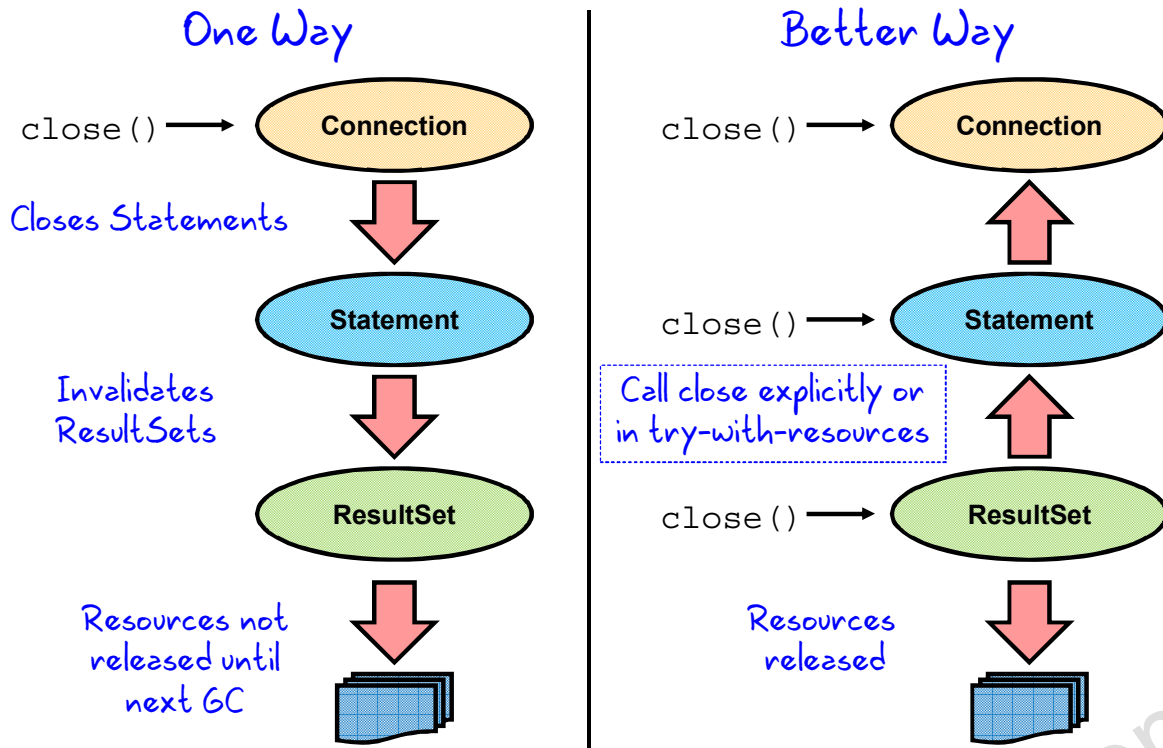 One Way
close()
Connection
Closes Statements
Statement
Invalidates
ResultSets
ResultSet
Resources not
released until
next GC
Better Way
close()
Connection
close()
Statement
Call close explicitly or
in try-with-resources
close()
ResultSet
Resources
released